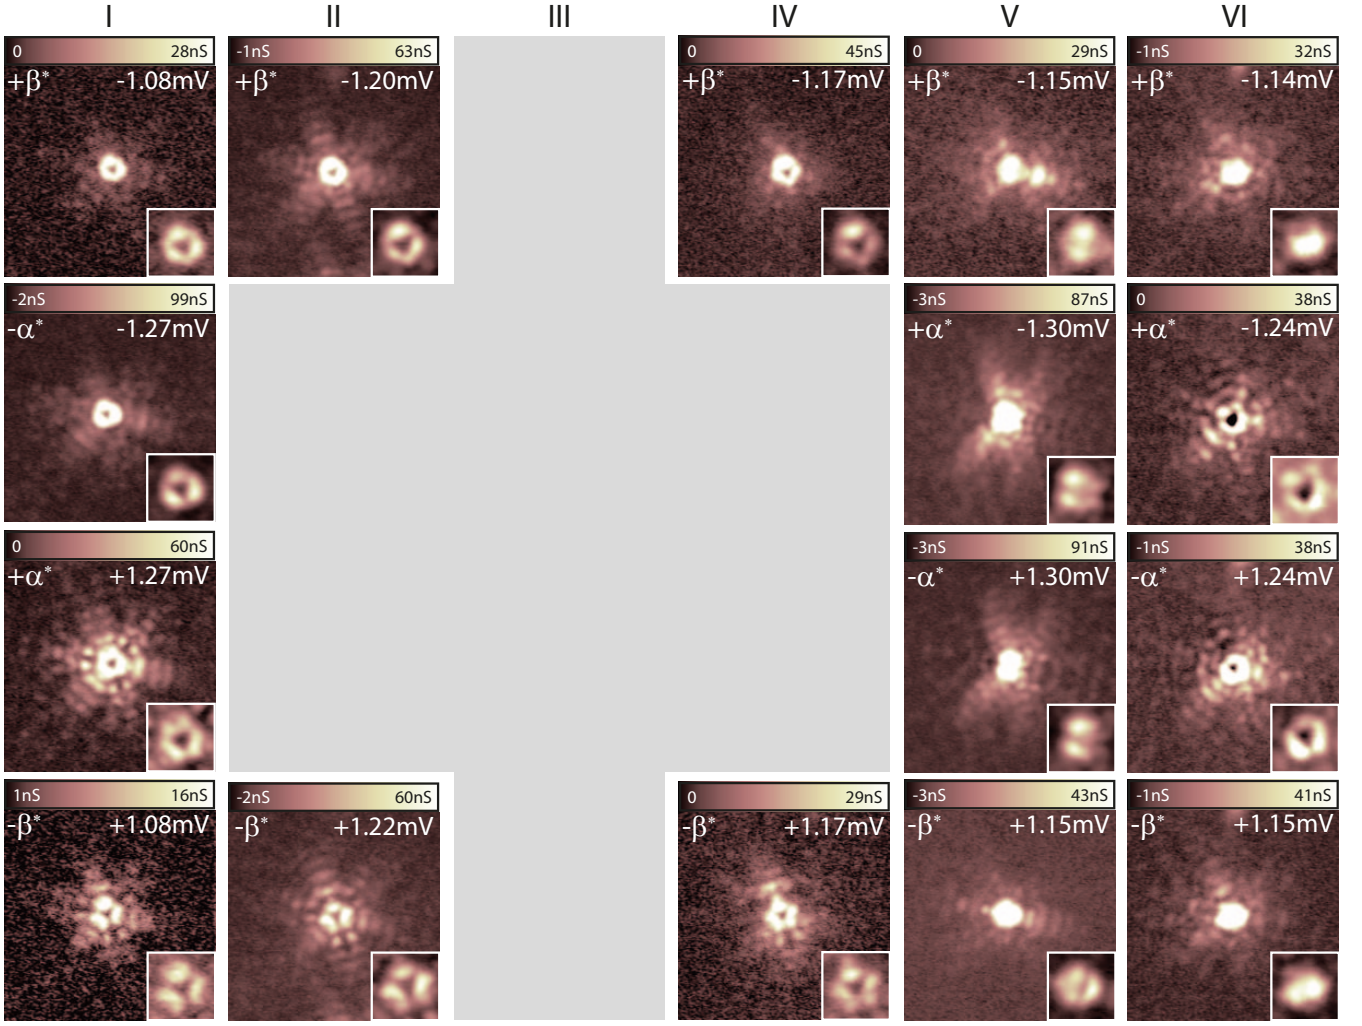 I II III IV V VI
0 28nS -1nS 63nS 0 45nS 0 29nS -1nS 32nS
+β* -1.08mV +β* -1.20mV +β* -1.17mV +β* -1.15mV +β* -1.14mV
-2nS 99nS -3nS 87nS 0 38nS
-α* -1.27mV +α* -1.30mV +α* -1.24mV
0 60nS -3nS 91nS -1nS 38nS
+α* +1.27mV -α* +1.30mV -α* +1.24mV
1nS 16nS -2nS 60nS 0 29nS -3nS 43nS -1nS 41nS
-β* +1.08mV -β* +1.22mV -β* +1.17mV -β* +1.15mV -β* +1.15mV